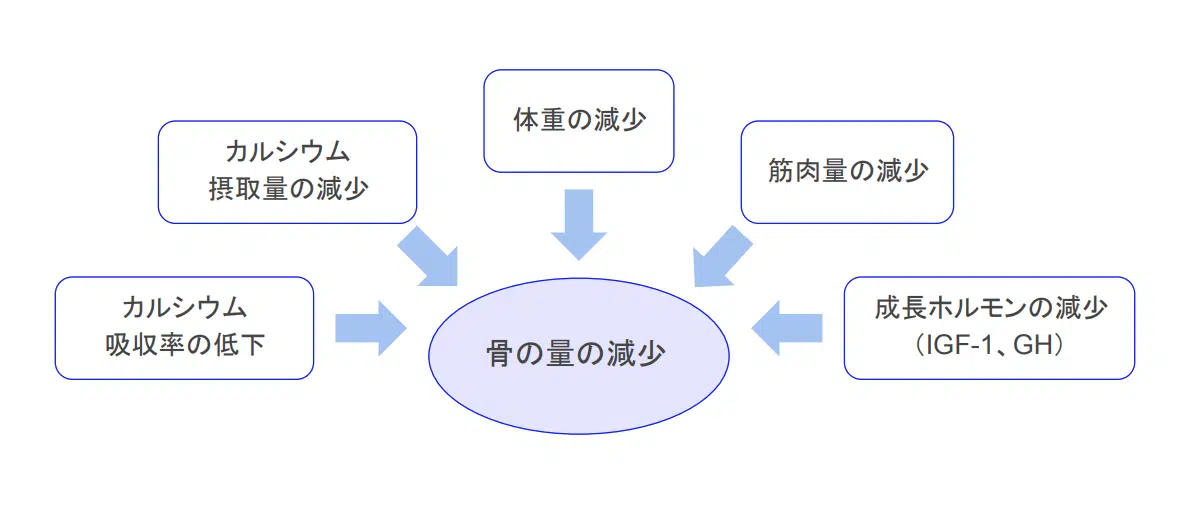 体重の減少
カルシウム
摂取量の減少
筋肉量の減少
カルシウム
吸収率の低下
成長ホルモンの減少
（IGF-1、GH）
骨の量の減少